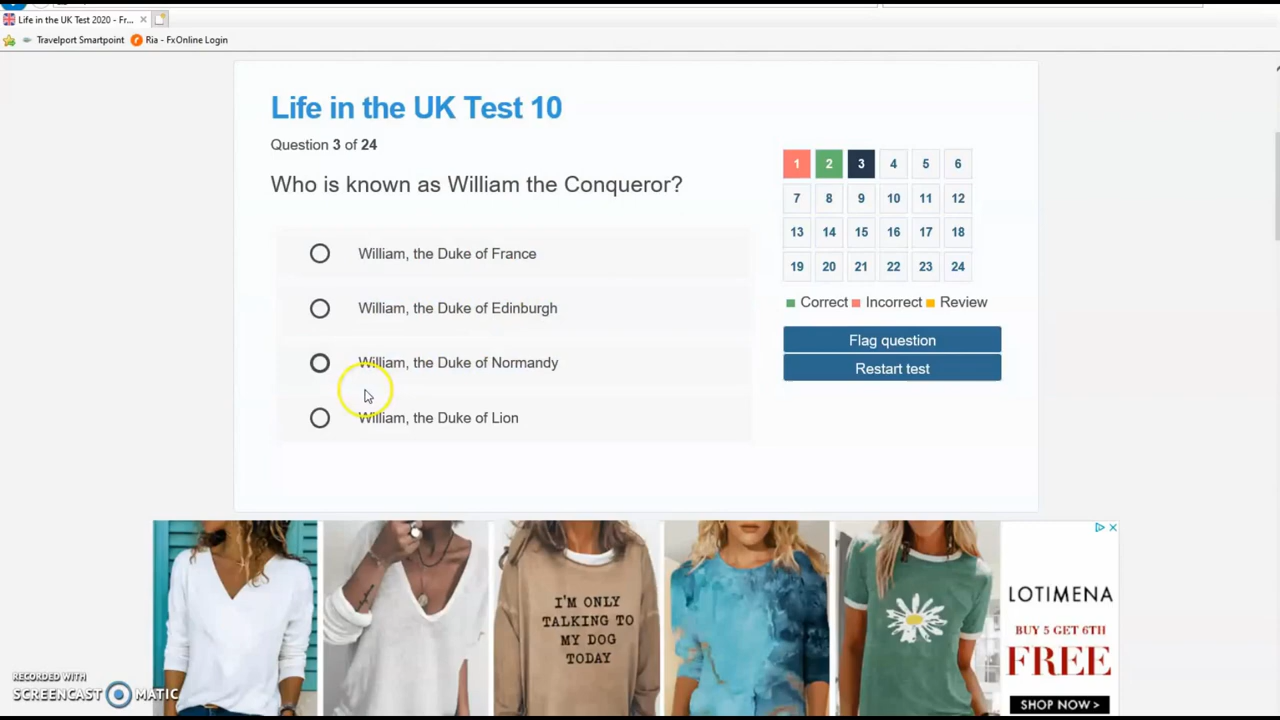 Life in the UK Test 2020 - Fr...
Travelport Smartpoint
Ria - FxOnline Login
Life in the UK Test 10
Question 3 of 24
Who is known as William the Conqueror?
William, the Duke of France
William, the Duke of Edinburgh
William, the Duke of Normandy
William, the Duke of Lion
1 2 3 4 5 6
7 8 9 10 11 12
13 14 15 16 17 18
19 20 21 22 23 24
Correct Incorrect Review
Flag question
Restart test
I'M ONLY
TALKING TO
MY DOG
TODAY
LOTIMENA
BUY 5 GET 6TH
FREE
SHOP NOW >
RECORDED WITH
SCREENCAST MATIC